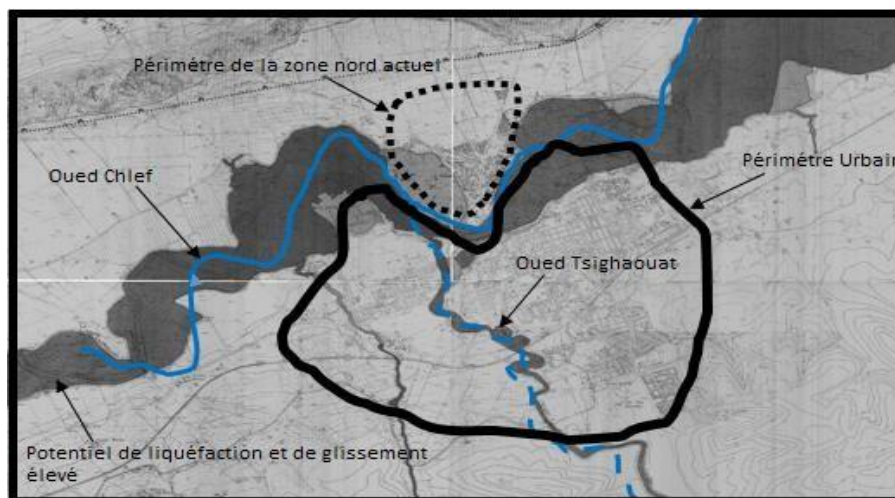 Périmétre de la zone nord actuel
Oued Chlef
Périmétre Urbain
Oued Tsighaouat
Potentiel de liquéfaction et de glissement
élevé